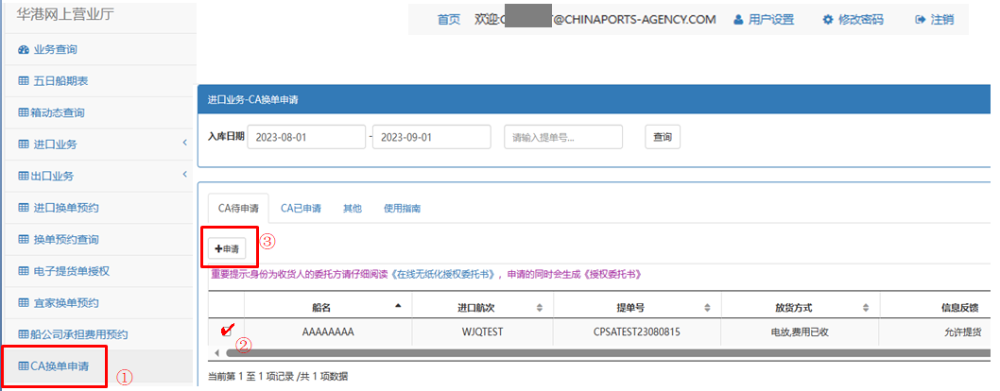 华港网上营业厅
首页 欢迎 @CHINAPORTS-AGENCY.COM 用户设置 修改密码 注销
业务查询
五日船期表
箱动态查询
进口业务
出口业务
进口换单预约
换单预约查询
电子提货单授权
宜家换单预约
船公司承担费用预约
CA换单申请 ①
进口业务-CA换单申请
入库日期 2023-08-01 - 2023-09-01 请输入提单号... 查询
CA待申请 CA已申请 其他 使用指南
+申请 ③
重要提示:身份为收货人的委托方请仔细阅读《在线无纸化授权委托书》，申请的同时会生成《授权委托书》
船名 进口航次 提单号 放货方式 信息反馈
② AAAAAAAA WJQTEST CPSATEST23080815 电放,费用已收 允许提货
当前第 1 至 1 项记录 /共 1 项数据